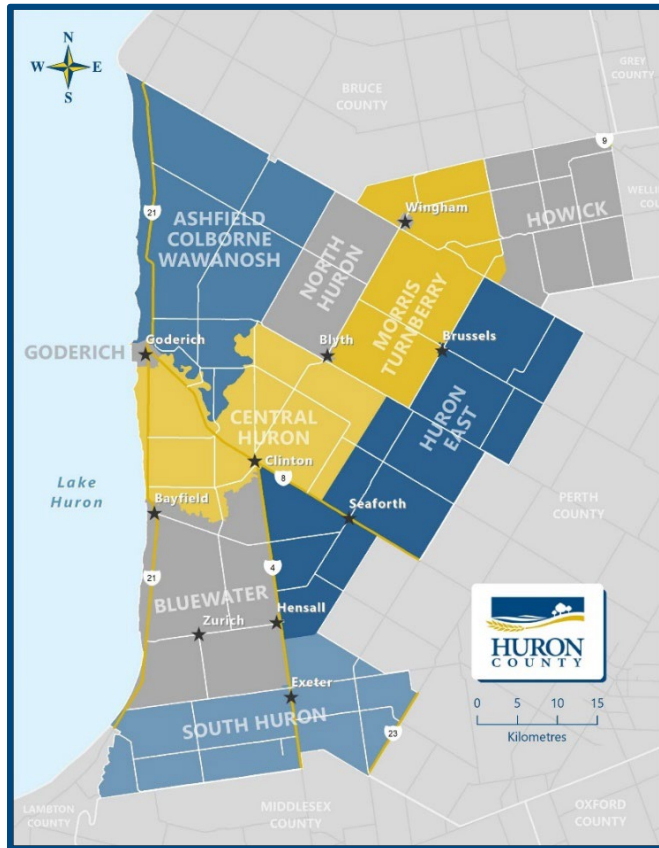 N
W E
S
GREY
COUNTY
BRUCE
COUNTY
9
WELLI
COU
Wingham
HOWICK
21
ASHFIELD
COLBORNE
WAWANOSH
NORTH
HURON
MORRIS
TURNBERRY
Goderich
GODERICH
Blyth
Brussels
CENTRAL
HURON
HURON
EAST
Clinton
Lake
Huron
8
Bayfield
Seaforth
PERTH
COUNTY
21
4
BLUEWATER
Hensall
Zurich
HURON
COUNTY
Exeter
SOUTH HURON
0 5 10 15
Kilometres
23
LAMBTON
COUNTY
MIDDLESEX
COUNTY
OXFORD
COUNTY